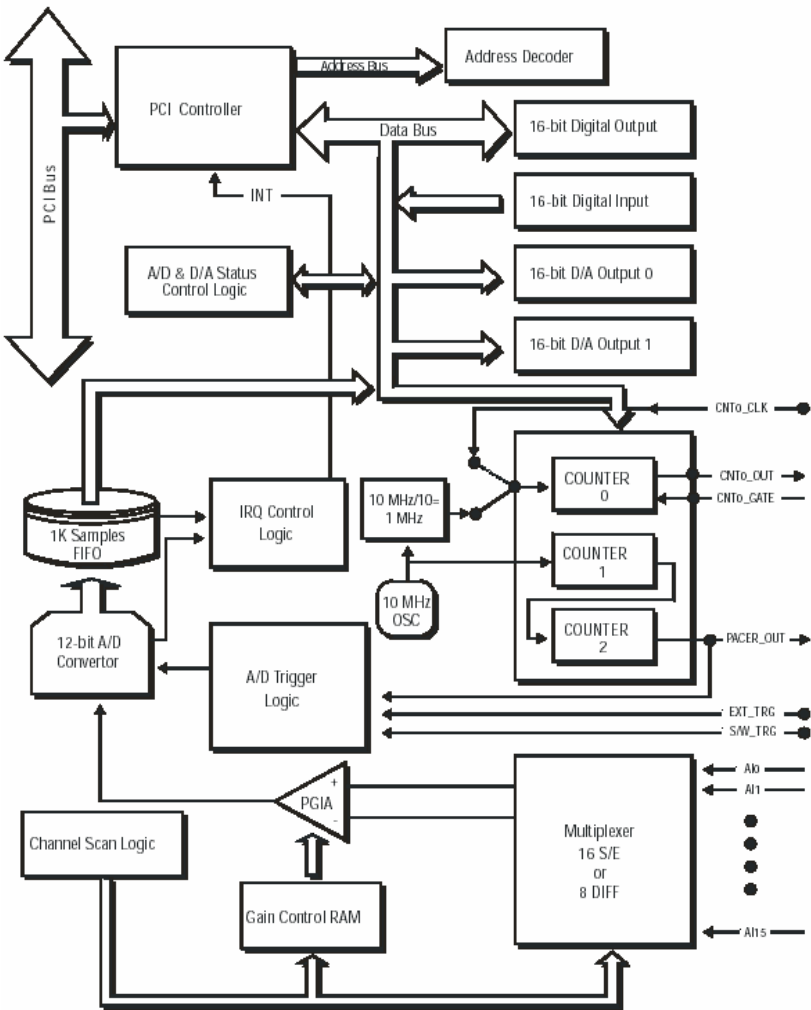 PCI Bus
PCI Controller
Address Bus
Address Decoder
Data Bus
16-bit Digital Output
INT
16-bit Digital Input
A/D & D/A Status
Control Logic
16-bit D/A Output 0
16-bit D/A Output 1
CNT0_CLK
1K Samples
FIFO
IRQ Control
Logic
10 MHz/10=
1 MHz
COUNTER
0
CNT0_OUT
CNT0_GATE
COUNTER
1
10 MHz
OSC
COUNTER
2
PACER_OUT
12-bit A/D
Convertor
A/D Trigger
Logic
EXT_TRG
S/W_TRG
PGIA
+
-
Multiplexer
16 S/E
or
8 DIFF
AI0
AI1
AI15
Channel Scan Logic
Gain Control RAM